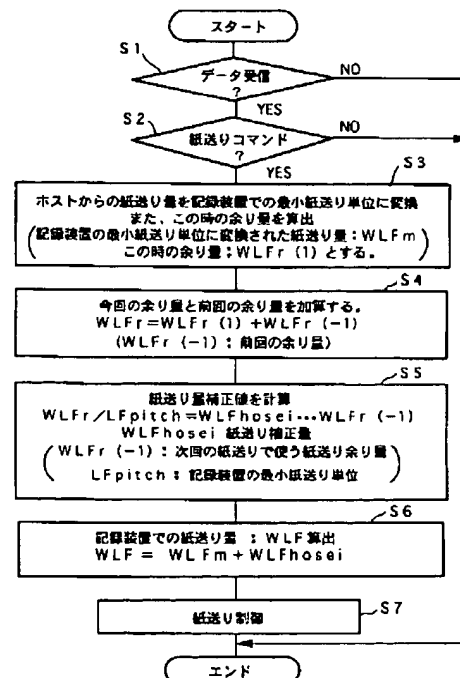 スタート
S1
データ受信
?
NO
YES
S2
紙送りコマンド
?
NO
YES
S3
ホストからの紙送り量を記録装置での最小紙送り単位に変換
また、この時の余り量を算出
(記録装置の最小紙送り単位に変換された紙送り量:WLFm
この時の余り量;WLFr(1)とする。)
S4
今回の余り量と前回の余り量を加算する。
WLFr=WLFr(1)+WLFr(-1)
(WLFr(-1):前回の余り量)
S5
紙送り量補正値を計算
WLFr/LFpitch=WLFhosei…WLFr(-1)
WLFhosei 紙送り補正量
(WLFr(-1):次回の紙送りで使う紙送り余り量
LFpitch:記録装置の最小紙送り単位)
S6
記録装置での紙送り量 :WLF算出
WLF = WLFm+WLFhosei
紙送り制御
S7
エンド